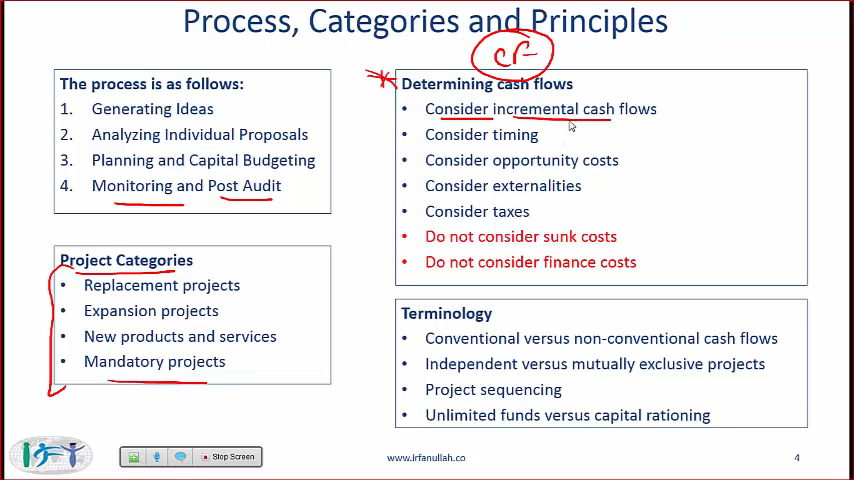 Process, Categories and Principles
CF
The process is as follows:
1. Generating Ideas
2. Analyzing Individual Proposals
3. Planning and Capital Budgeting
4. Monitoring and Post Audit
Project Categories
• Replacement projects
• Expansion projects
• New products and services
• Mandatory projects
Determining cash flows
• Consider incremental cash flows
• Consider timing
• Consider opportunity costs
• Consider externalities
• Consider taxes
• Do not consider sunk costs
• Do not consider finance costs
Terminology
• Conventional versus non-conventional cash flows
• Independent versus mutually exclusive projects
• Project sequencing
• Unlimited funds versus capital rationing
Stop Screen
www.irfanullah.co
4